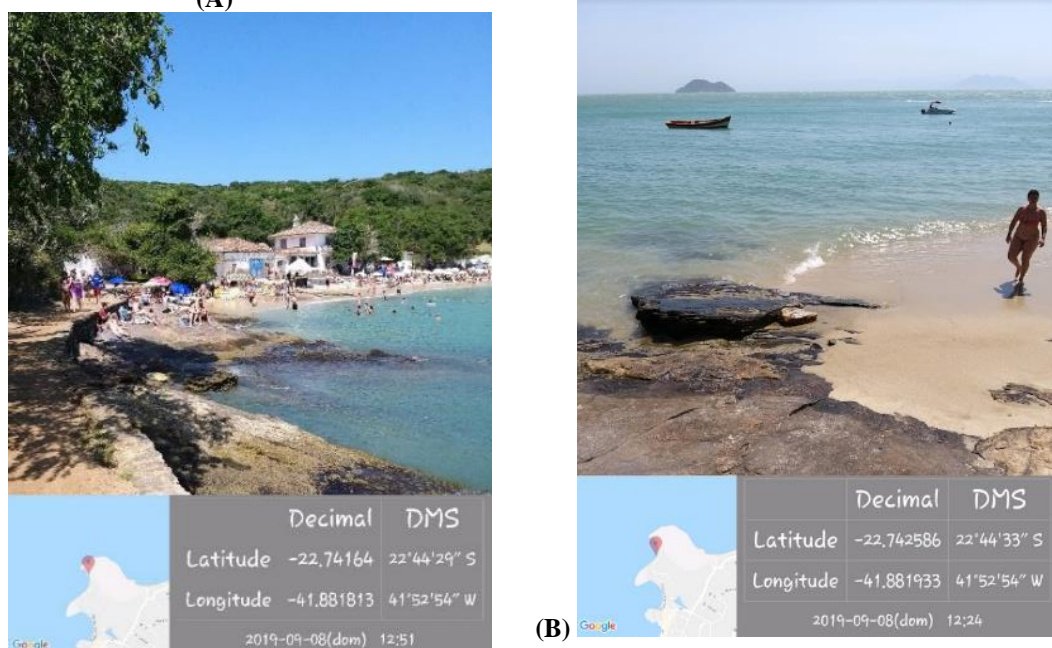 (A)
Decimal DMS
Latitude -22,74164 22°44'29" S
Longitude -41,881813 41°52'54" W
2019-09-08(dom) 12:51
Google
(B)
Decimal DMS
Latitude -22,742586 22°44'33" S
Longitude -41,881933 41°52'54" W
2019-09-08(dom) 12:24
Google